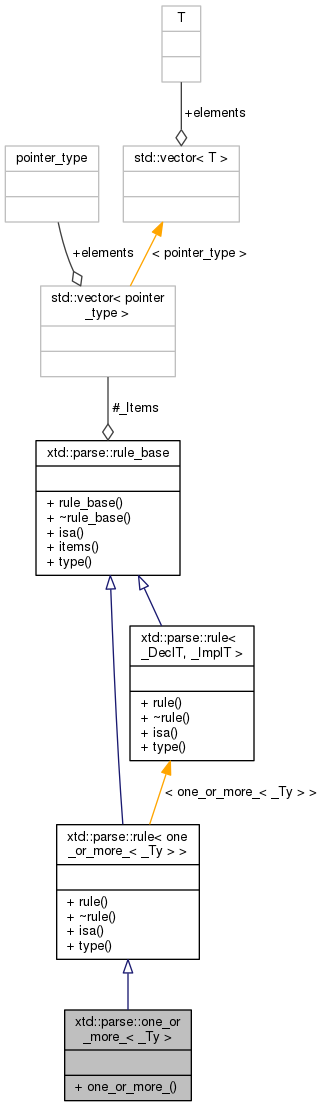 T
+elements
pointer_type
std::vector< T >
+elements
< pointer_type >
std::vector< pointer
_type >
#_Items
xtd::parse::rule_base
+ rule_base()
+ ~rule_base()
+ isa()
+ items()
+ type()
xtd::parse::rule<
_DeclT, _ImplT >
+ rule()
+ ~rule()
+ isa()
+ type()
< one_or_more_< _Ty > >
xtd::parse::rule< one
_or_more_< _Ty > >
+ rule()
+ ~rule()
+ isa()
+ type()
xtd::parse::one_or
_more_< _Ty >
+ one_or_more_()